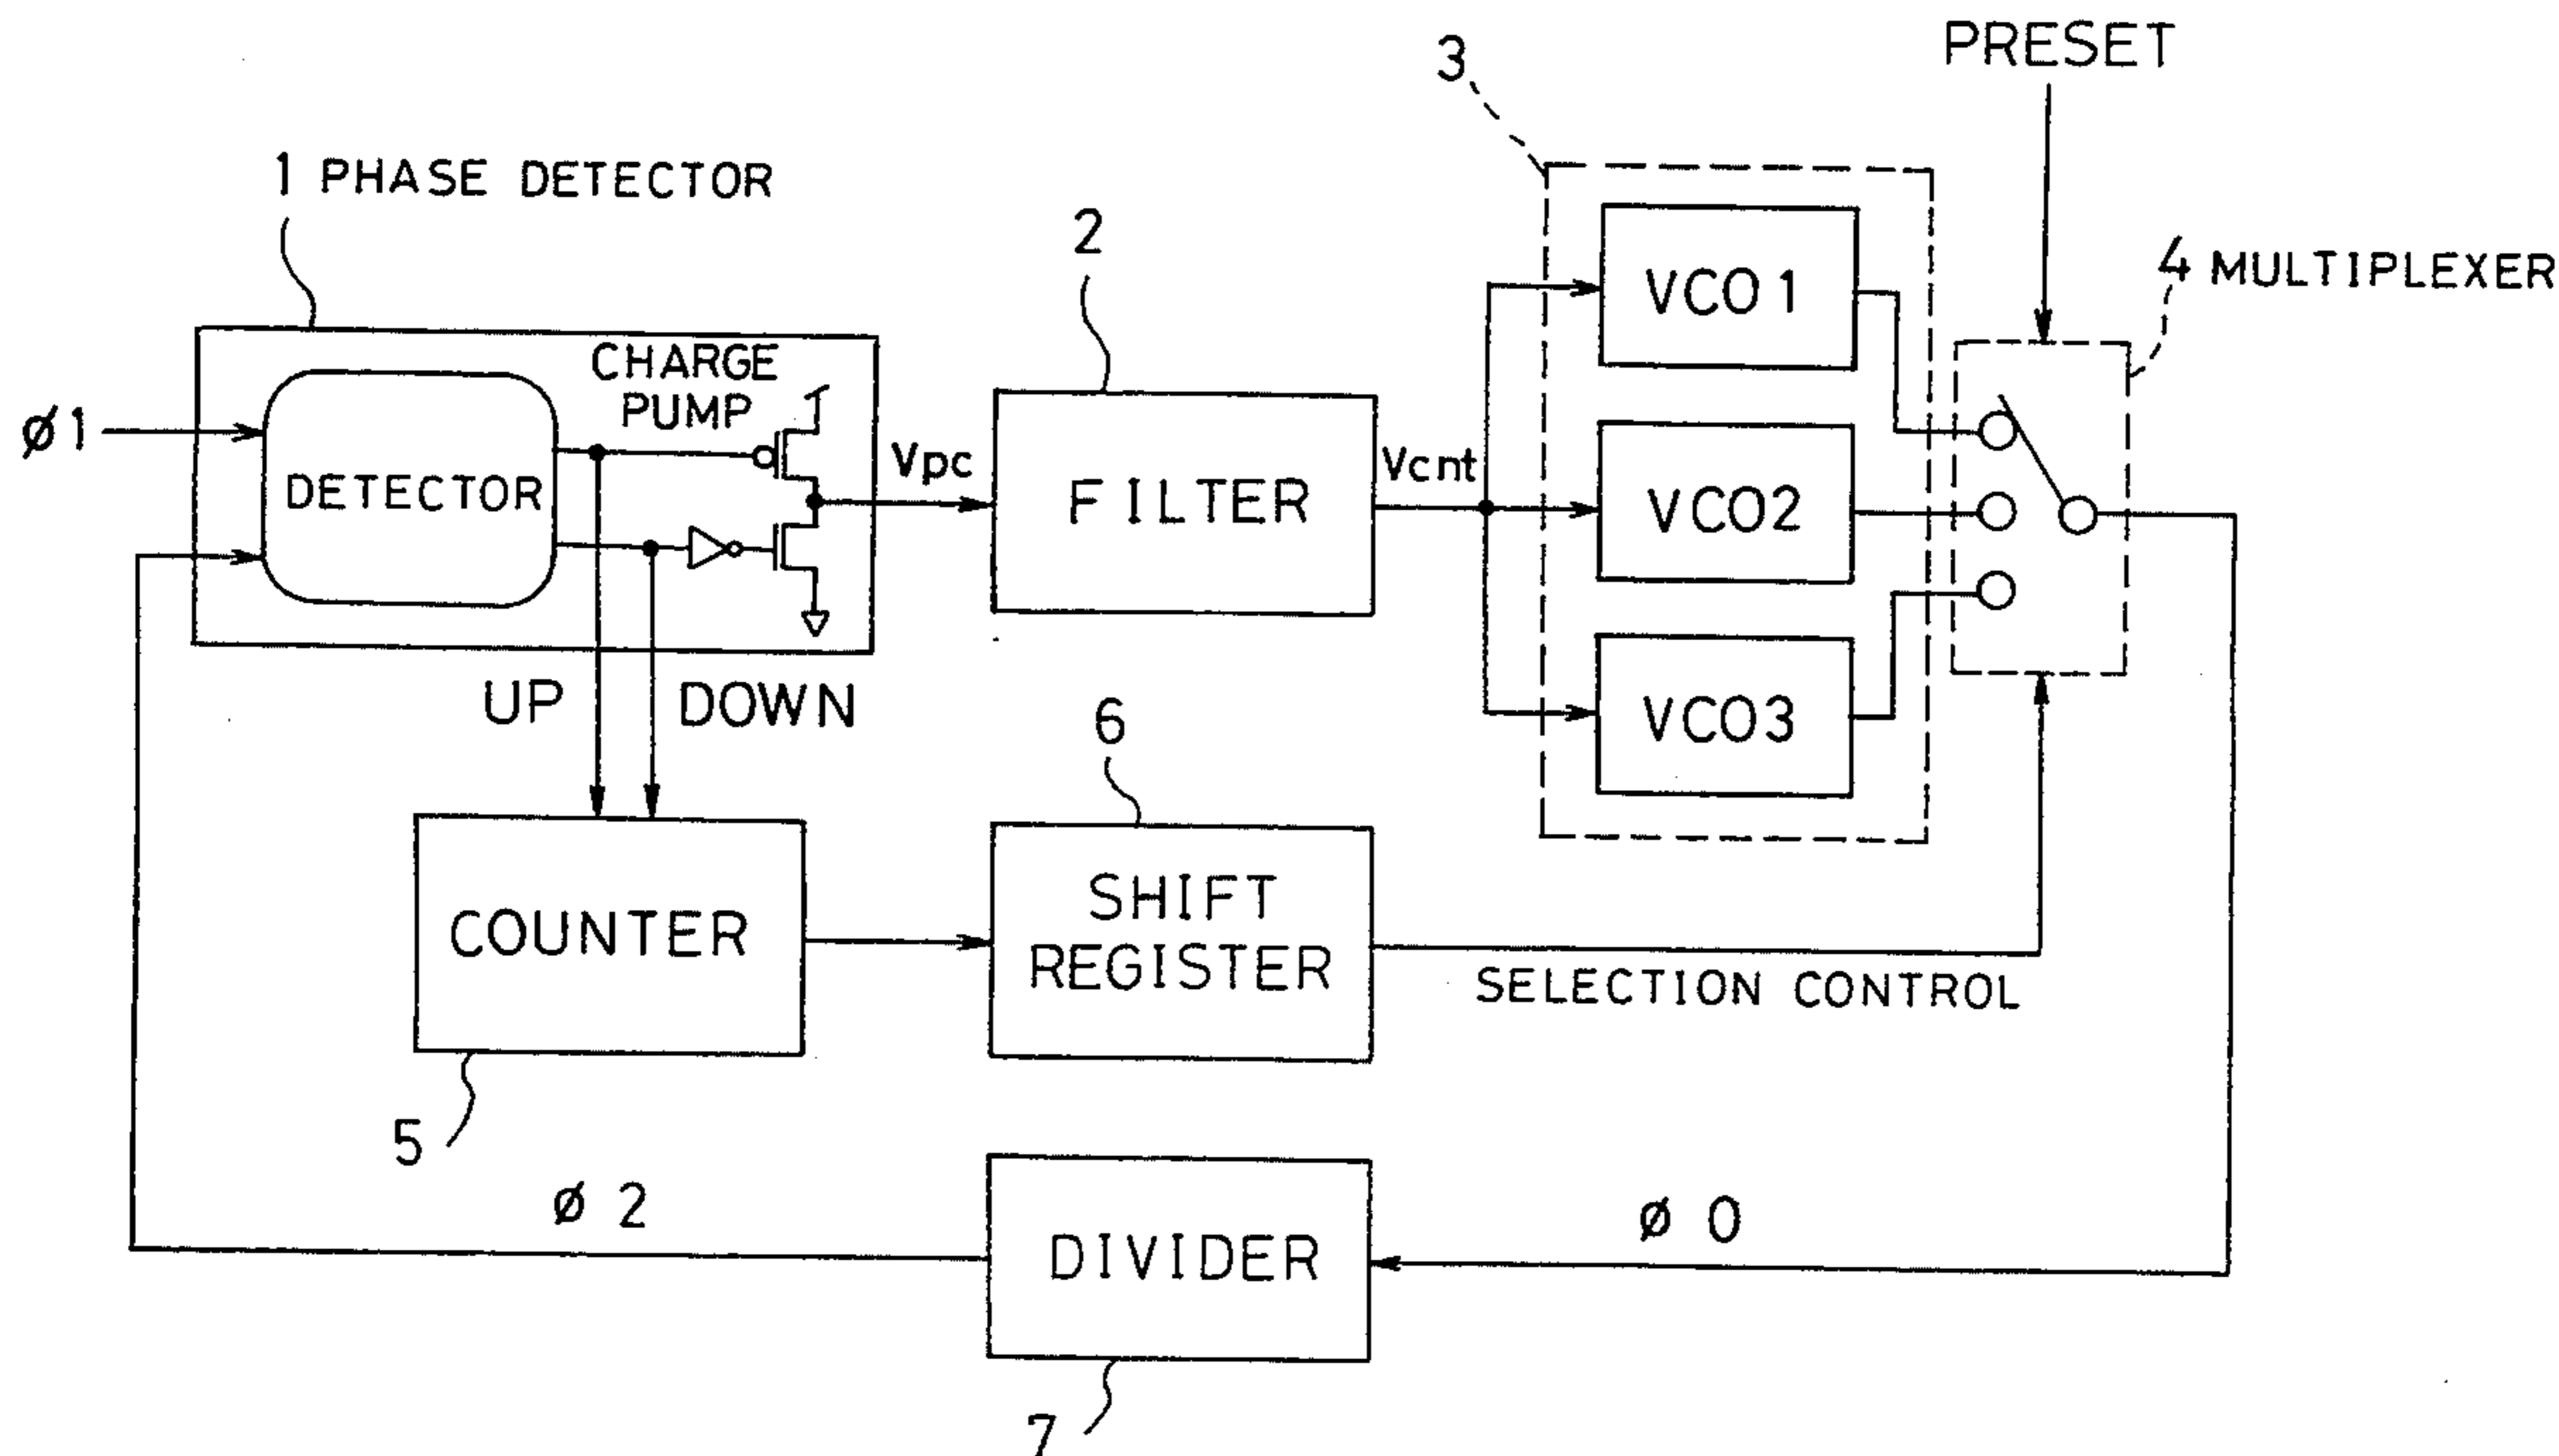 PRESET
3
1 PHASE DETECTOR
2
4 MULTIPLEXER
CHARGE
PUMP
ø1
DETECTOR
Vpc
FILTER
Vcnt
VCO1
VCO2
VCO3
UP
DOWN
6
COUNTER
SHIFT
REGISTER
SELECTION CONTROL
5
ø 2
DIVIDER
ø 0
7